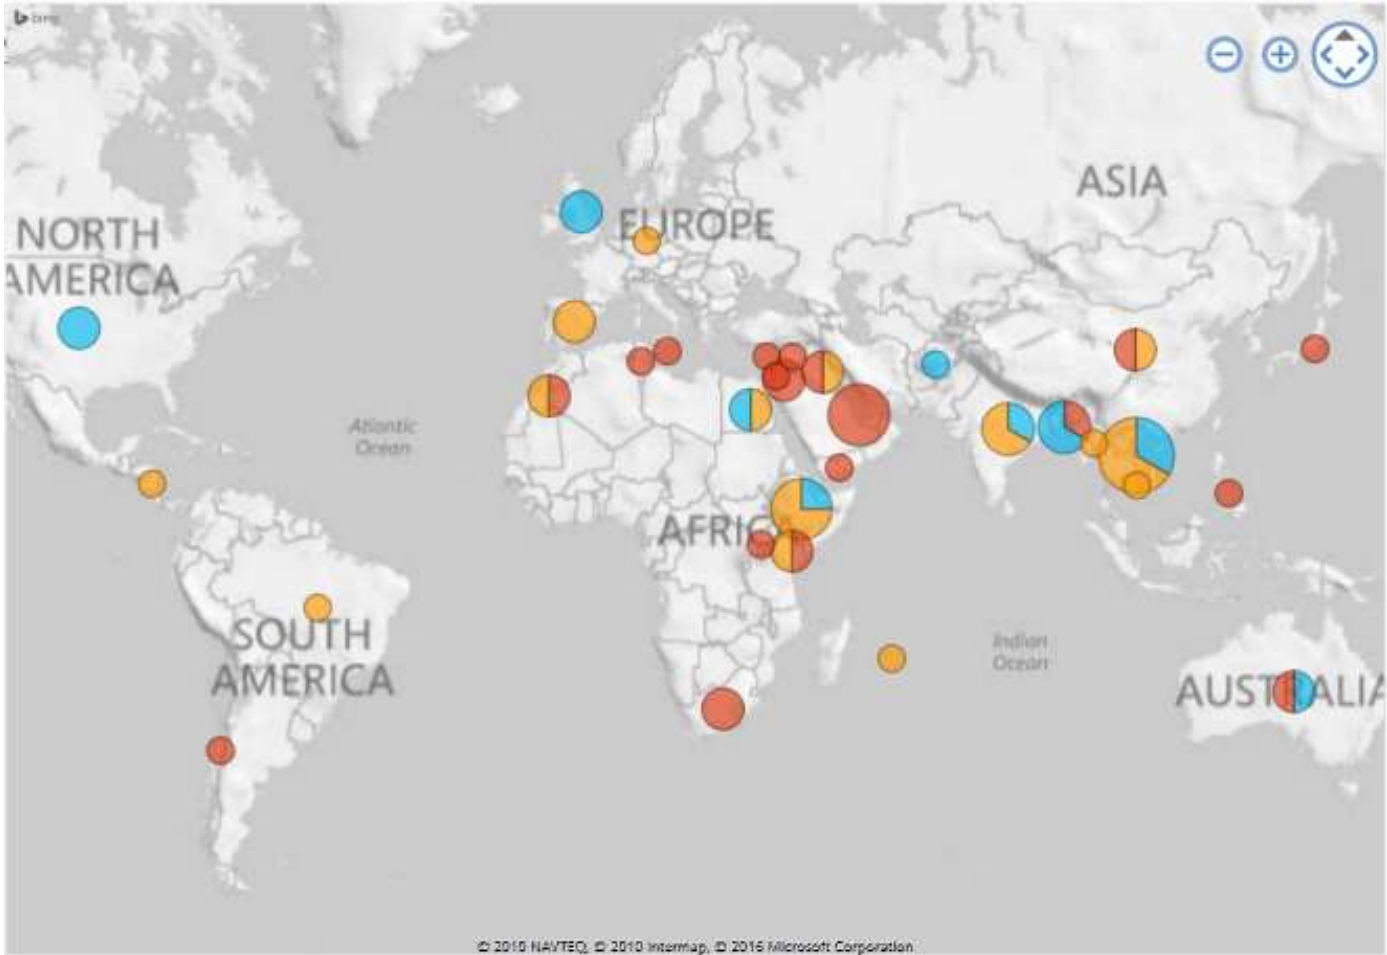 bing
ASIA
NORTH
AMERICA
EUROPE
Atlantic
Ocean
AFRICA
SOUTH
AMERICA
Indian
Ocean
AUSTRALIA
© 2010 NAVTEQ, © 2010 Intermap, © 2016 Microsoft Corporation